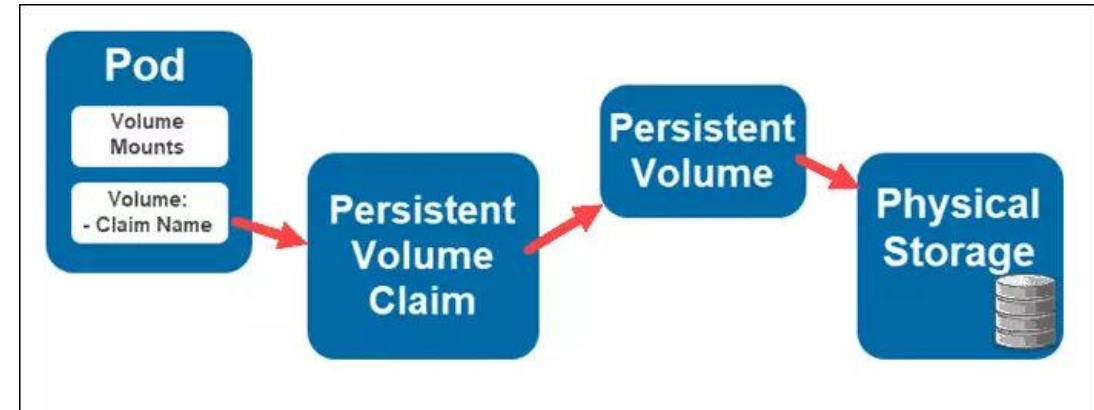 Pod
Volume
Mounts
Volume:
- Claim Name
Persistent
Volume
Claim
Persistent
Volume
Physical
Storage